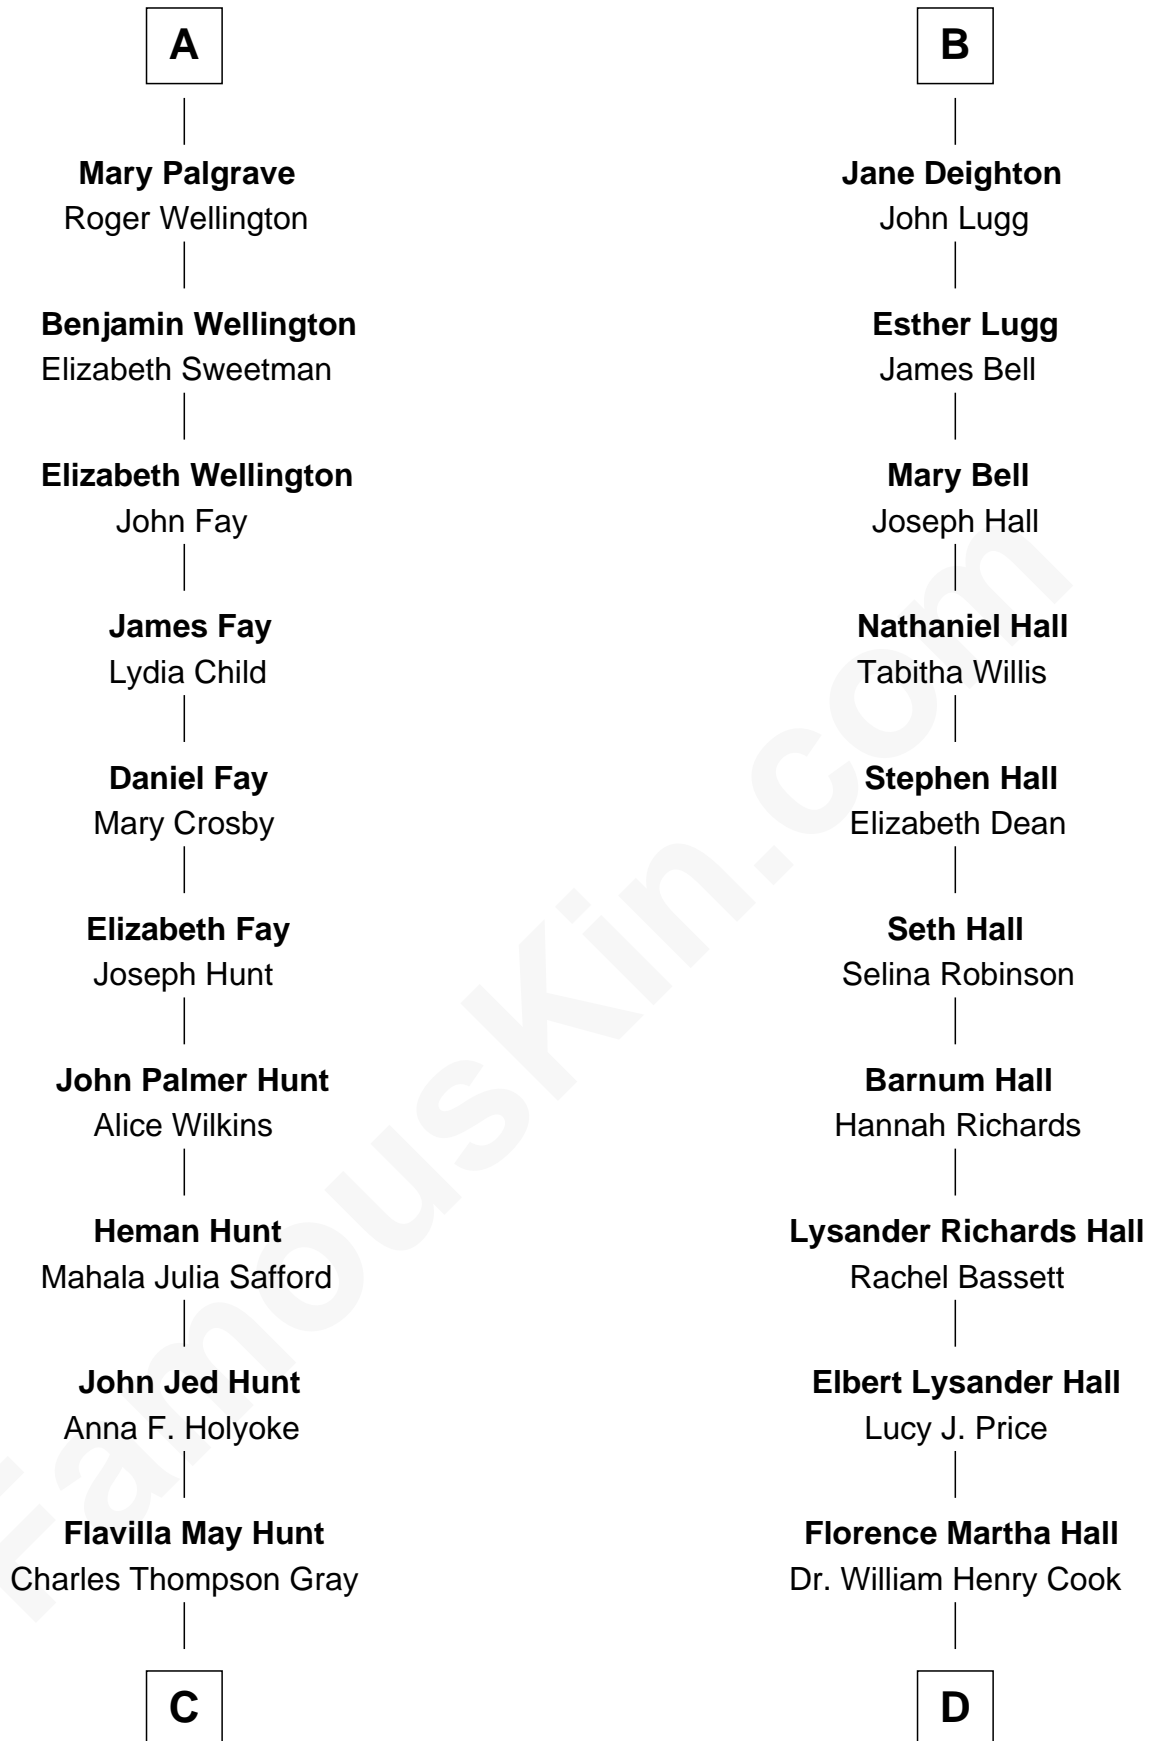 A
Mary Palgrave
Roger Wellington
Benjamin Wellington
Elizabeth Sweetman
Elizabeth Wellington
John Fay
James Fay
Lydia Child
Daniel Fay
Mary Crosby
Elizabeth Fay
Joseph Hunt
John Palmer Hunt
Alice Wilkins
Heman Hunt
Mahala Julia Safford
John Jed Hunt
Anna F. Holyoke
Flavilla May Hunt
Charles Thompson Gray
C
B
Jane Deighton
John Lugg
Esther Lugg
James Bell
Mary Bell
Joseph Hall
Nathaniel Hall
Tabitha Willis
Stephen Hall
Elizabeth Dean
Seth Hall
Selina Robinson
Barnum Hall
Hannah Richards
Lysander Richards Hall
Rachel Bassett
Elbert Lysander Hall
Lucy J. Price
Florence Martha Hall
Dr. William Henry Cook
D
FamousKin.com